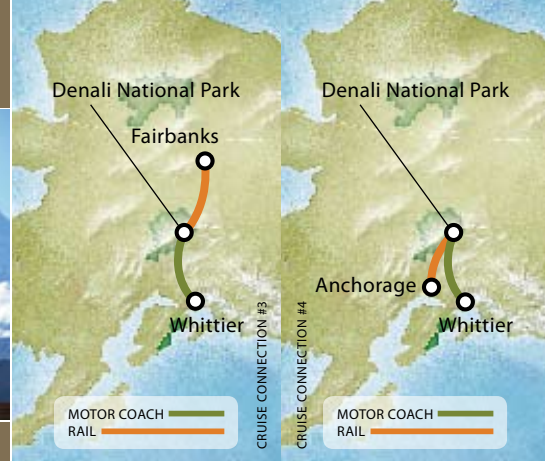 Denali National Park
Fairbanks
Whittier
MOTOR COACH
RAIL
CRUISE CONNECTION #3
Denali National Park
Anchorage
Whittier
CRUISE CONNECTION #4
MOTOR COACH
RAIL